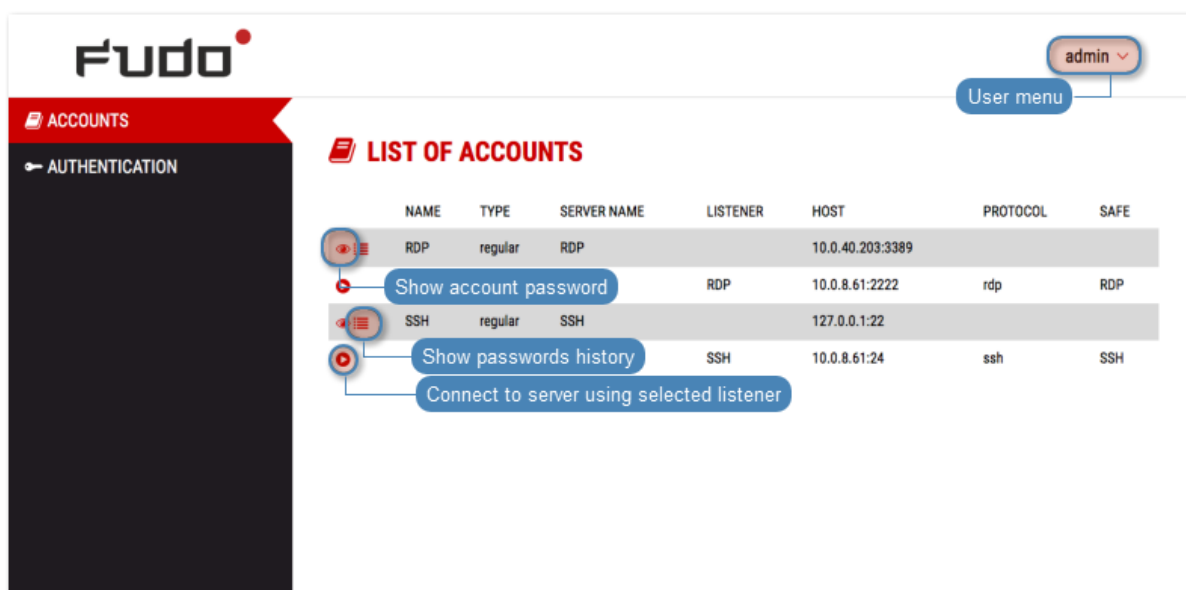 Fudo
admin
User menu
ACCOUNTS
AUTHENTICATION
LIST OF ACCOUNTS
NAME TYPE SERVER NAME LISTENER HOST PROTOCOL SAFE
RDP regular RDP 10.0.40.203:3389
Show account password RDP 10.0.8.61:2222 rdp RDP
SSH regular SSH 127.0.0.1:22
Show passwords history SSH 10.0.8.61:24 ssh SSH
Connect to server using selected listener